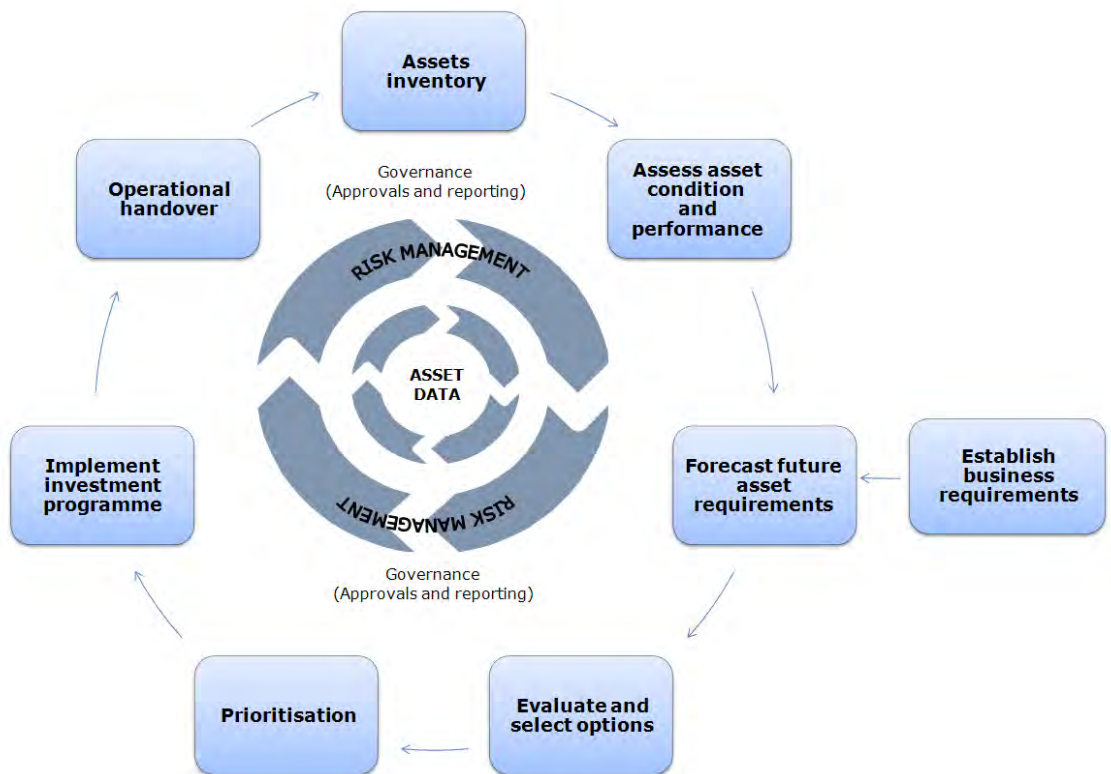 Assets
inventory
Operational
handover
Governance
(Approvals and reporting)
Assess asset
condition
and
performance
RISK MANAGEMENT
ASSET
DATA
Implement
investment
programme
Forecast future
asset
requirements
Establish
business
requirements
RISK MANAGEMENT
Governance
(Approvals and reporting)
Prioritisation
Evaluate and
select options